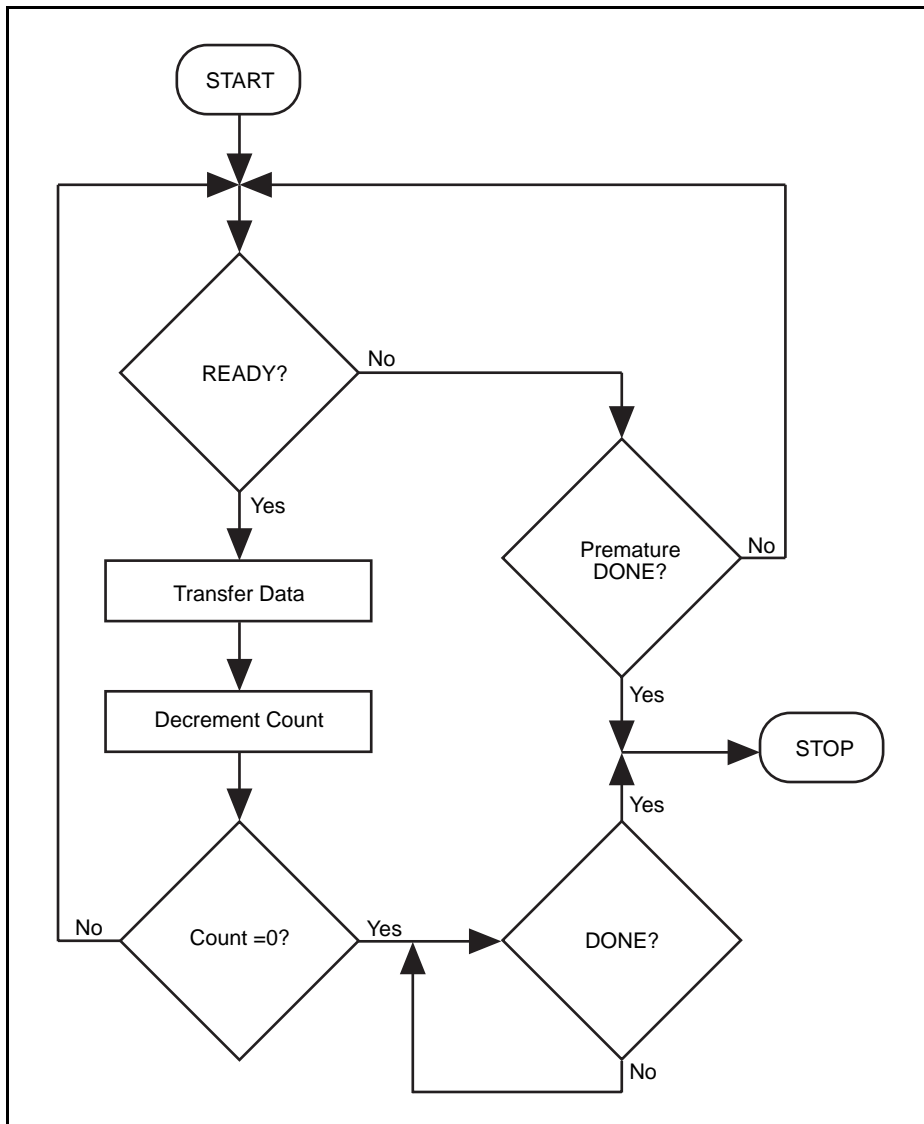 START
READY?
No
Yes
Transfer Data
Premature
DONE?
No
Decrement Count
Yes
STOP
Yes
No
Count =0?
Yes
DONE?
No